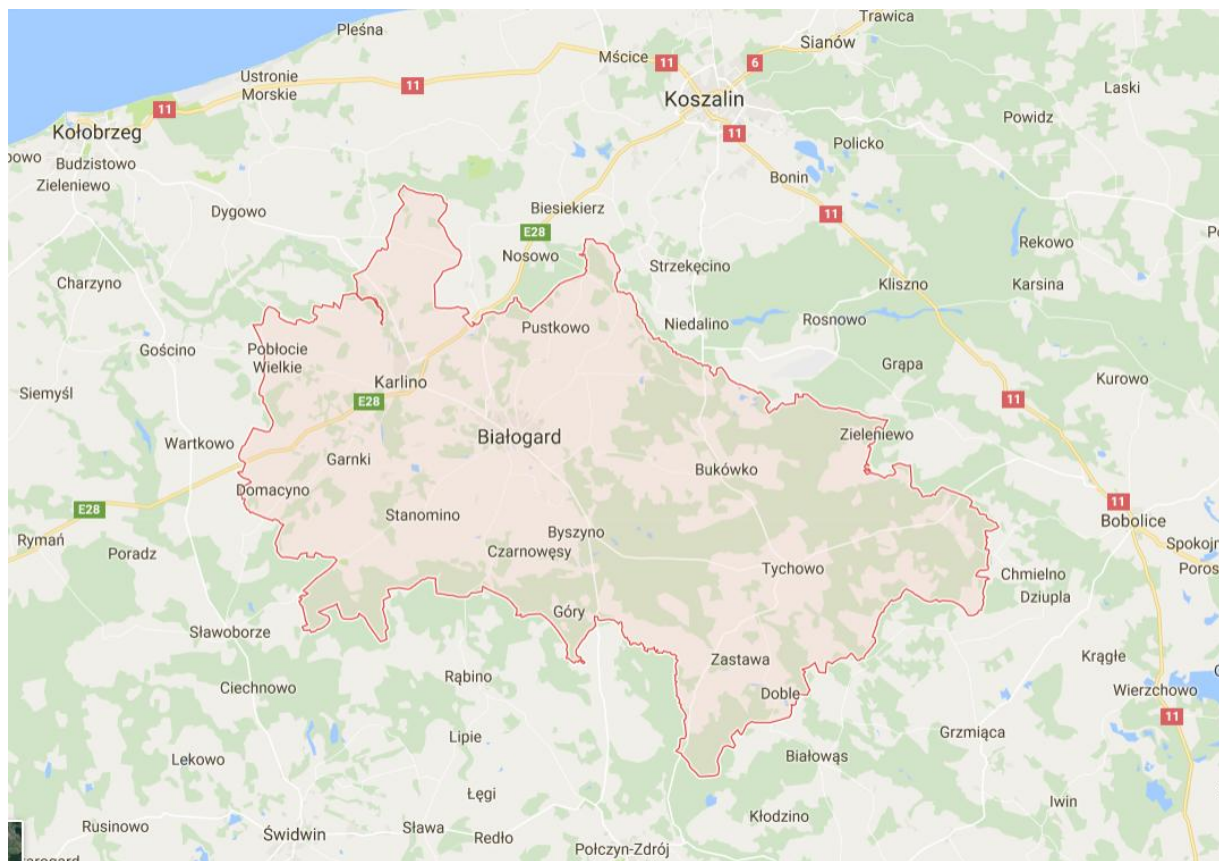 Trawica
Pleśna
Sianów
Mścice
11
6
Ustronie
Morskie
11
Laski
Koszalin
11
Kołobrzeg
11
Powidz
Policko
Budzistowo
Zieleniewo
Bonin
Dygowo
Biesiekierz
11
E28
Rekowo
Nosowo
Strzekęcino
Charzyno
Kliszno
Karsina
Rosnowo
Niedalino
Pustkowo
Gościno
Pobłocie
Wielkie
Grąpa
Karlino
Kurowo
Siemyśl
E28
11
Wartkowo
Białogard
Zieleniewo
Garnki
Bukówko
Domacyno
11
E28
Stanomino
Bobolice
Byszyno
Rymań
Poradz
Czarnowęsy
Spokojn
Tychowo
Poros
Chmielno
Dziupla
Góry
Sławoborze
Zastawa
Krągłe
Rąbino
Ciechnowo
Doble
Wierzchowo
11
Lipie
Grzmiąca
Lekowo
Białowąs
Łęgi
Iwin
Kłodzino
Rusinowo
Świdwin
Sława
Redło
Połczyn-Zdrój